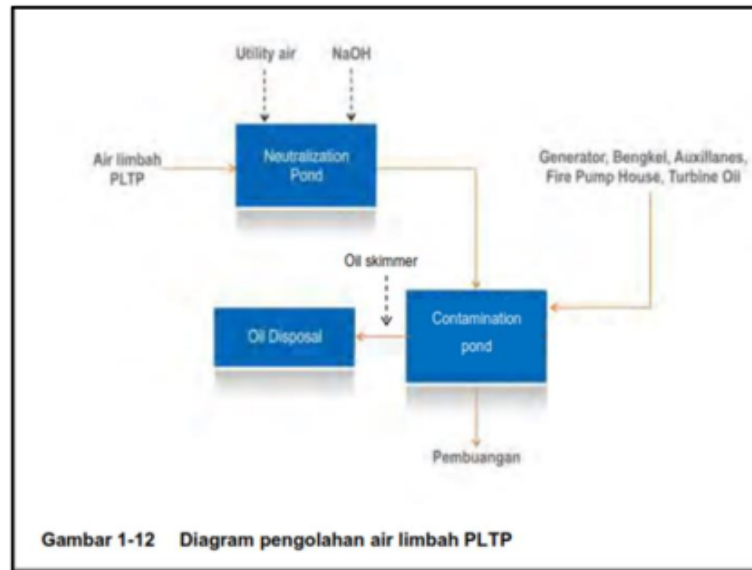 Utility air
NaOH
Neutralization
Pond
Air limbah
PLTP
Generator, Bengkel, Auxillanes,
Fire Pump House, Turbine Oil
Oil skimmer
Oil Disposal
Contamination
pond
Pembuangan
Gambar 1-12 Diagram pengolahan air limbah PLTP